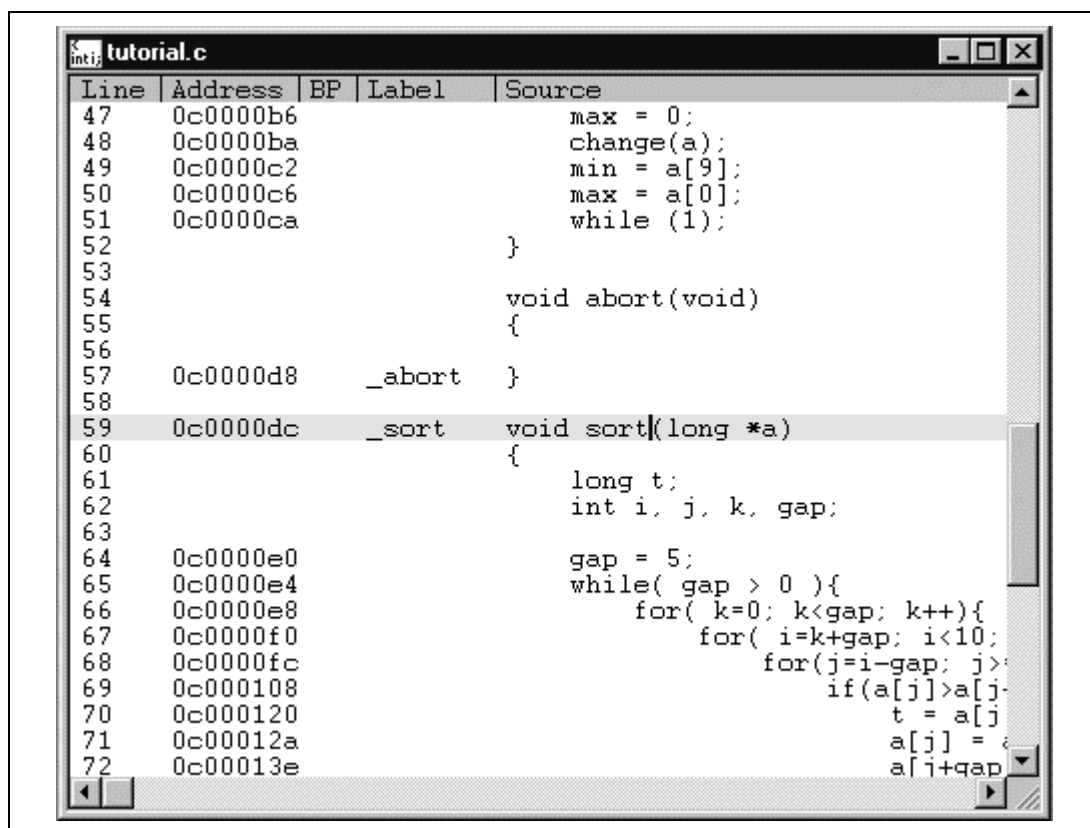 tutorial.c
Line |Address |BP |Label |Source
47 0c0000b6 max = 0;
48 0c0000ba change(a);
49 0c0000c2 min = a[9];
50 0c0000c6 max = a[0];
51 0c0000ca while (1);
52 }
53
54 void abort(void)
55 {
56
57 0c0000d8 _abort }
58
59 0c0000dc _sort void sort(long *a)
60 {
61 long t;
62 int i, j, k, gap;
63
64 0c0000e0 gap = 5;
65 0c0000e4 while( gap > 0 ){
66 0c0000e8 for( k=0; k<gap; k++){
67 0c0000f0 for( i=k+gap; i<10;
68 0c0000fc for(j=i-gap; j>
69 0c000108 if(a[j]>a[j
70 0c000120 t = a[j
71 0c00012a a[j] =
72 0c00013e a[j+gap